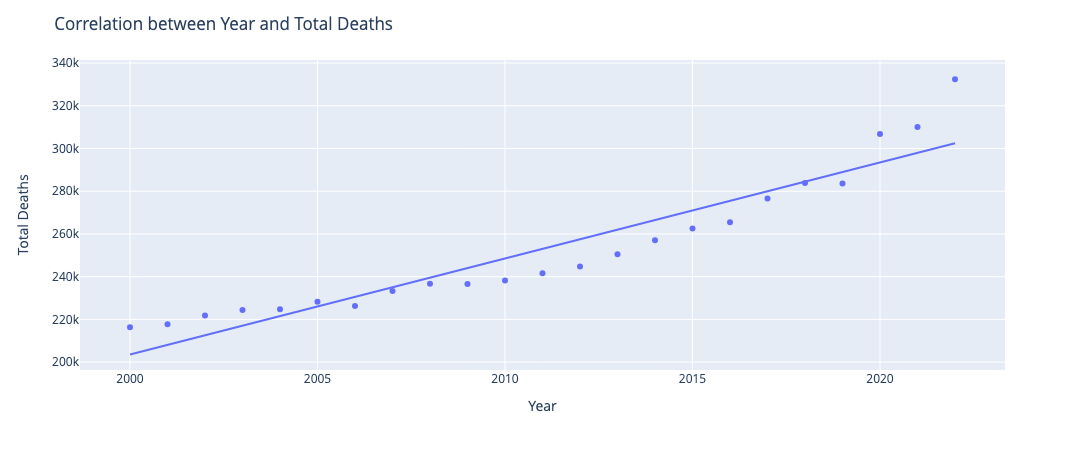 Correlation between Year and Total Deaths
340k
320k
300k
280k
260k
240k
220k
200k
Total Deaths
2000 2005 2010 2015 2020
Year